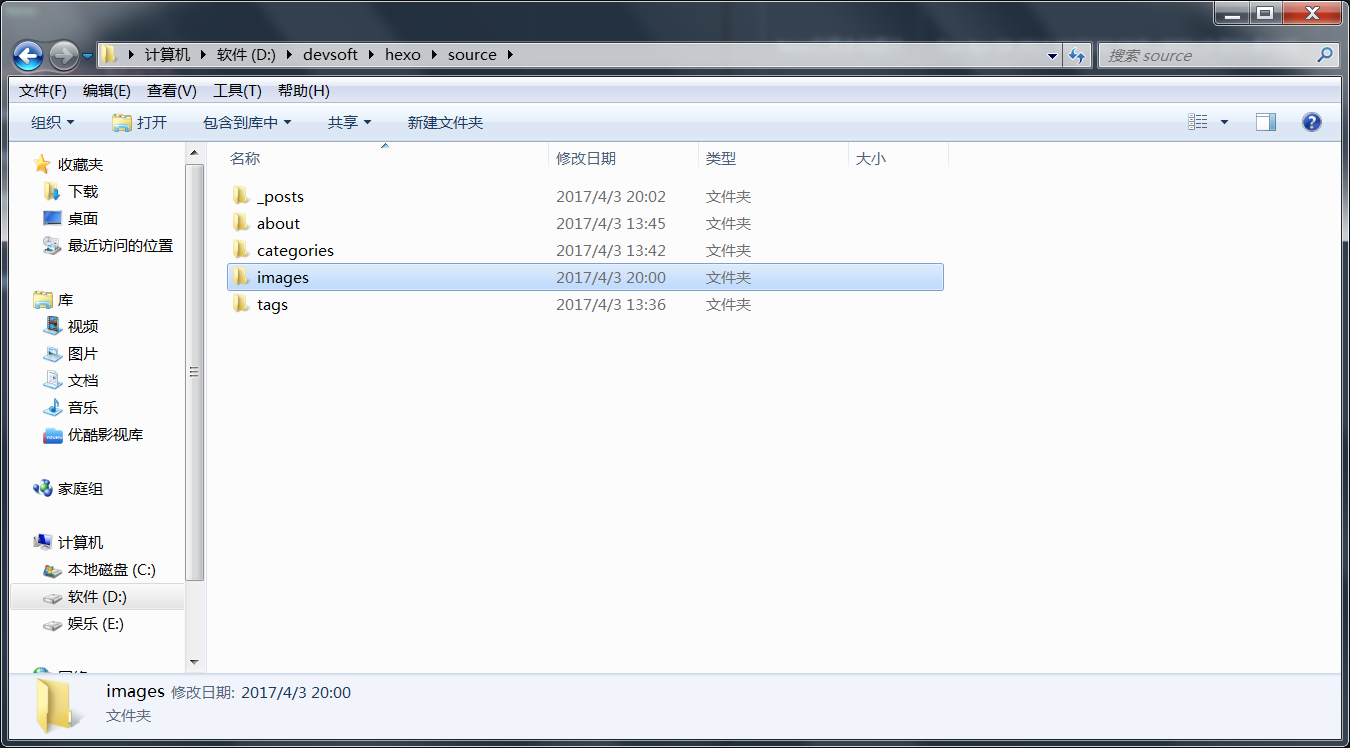 计算机 软件 (D:) devsoft hexo source
搜索 source
文件(F) 编辑(E) 查看(V) 工具(T) 帮助(H)
组织 打开 包含到库中 共享 新建文件夹
名称 修改日期 类型 大小
_posts 2017/4/3 20:02 文件夹
about 2017/4/3 13:45 文件夹
categories 2017/4/3 13:42 文件夹
images 2017/4/3 20:00 文件夹
tags 2017/4/3 13:36 文件夹
收藏夹
下载
桌面
最近访问的位置
库
视频
图片
文档
音乐
优酷影视库
家庭组
计算机
本地磁盘 (C:)
软件 (D:)
娱乐 (E:)
images 修改日期: 2017/4/3 20:00
文件夹